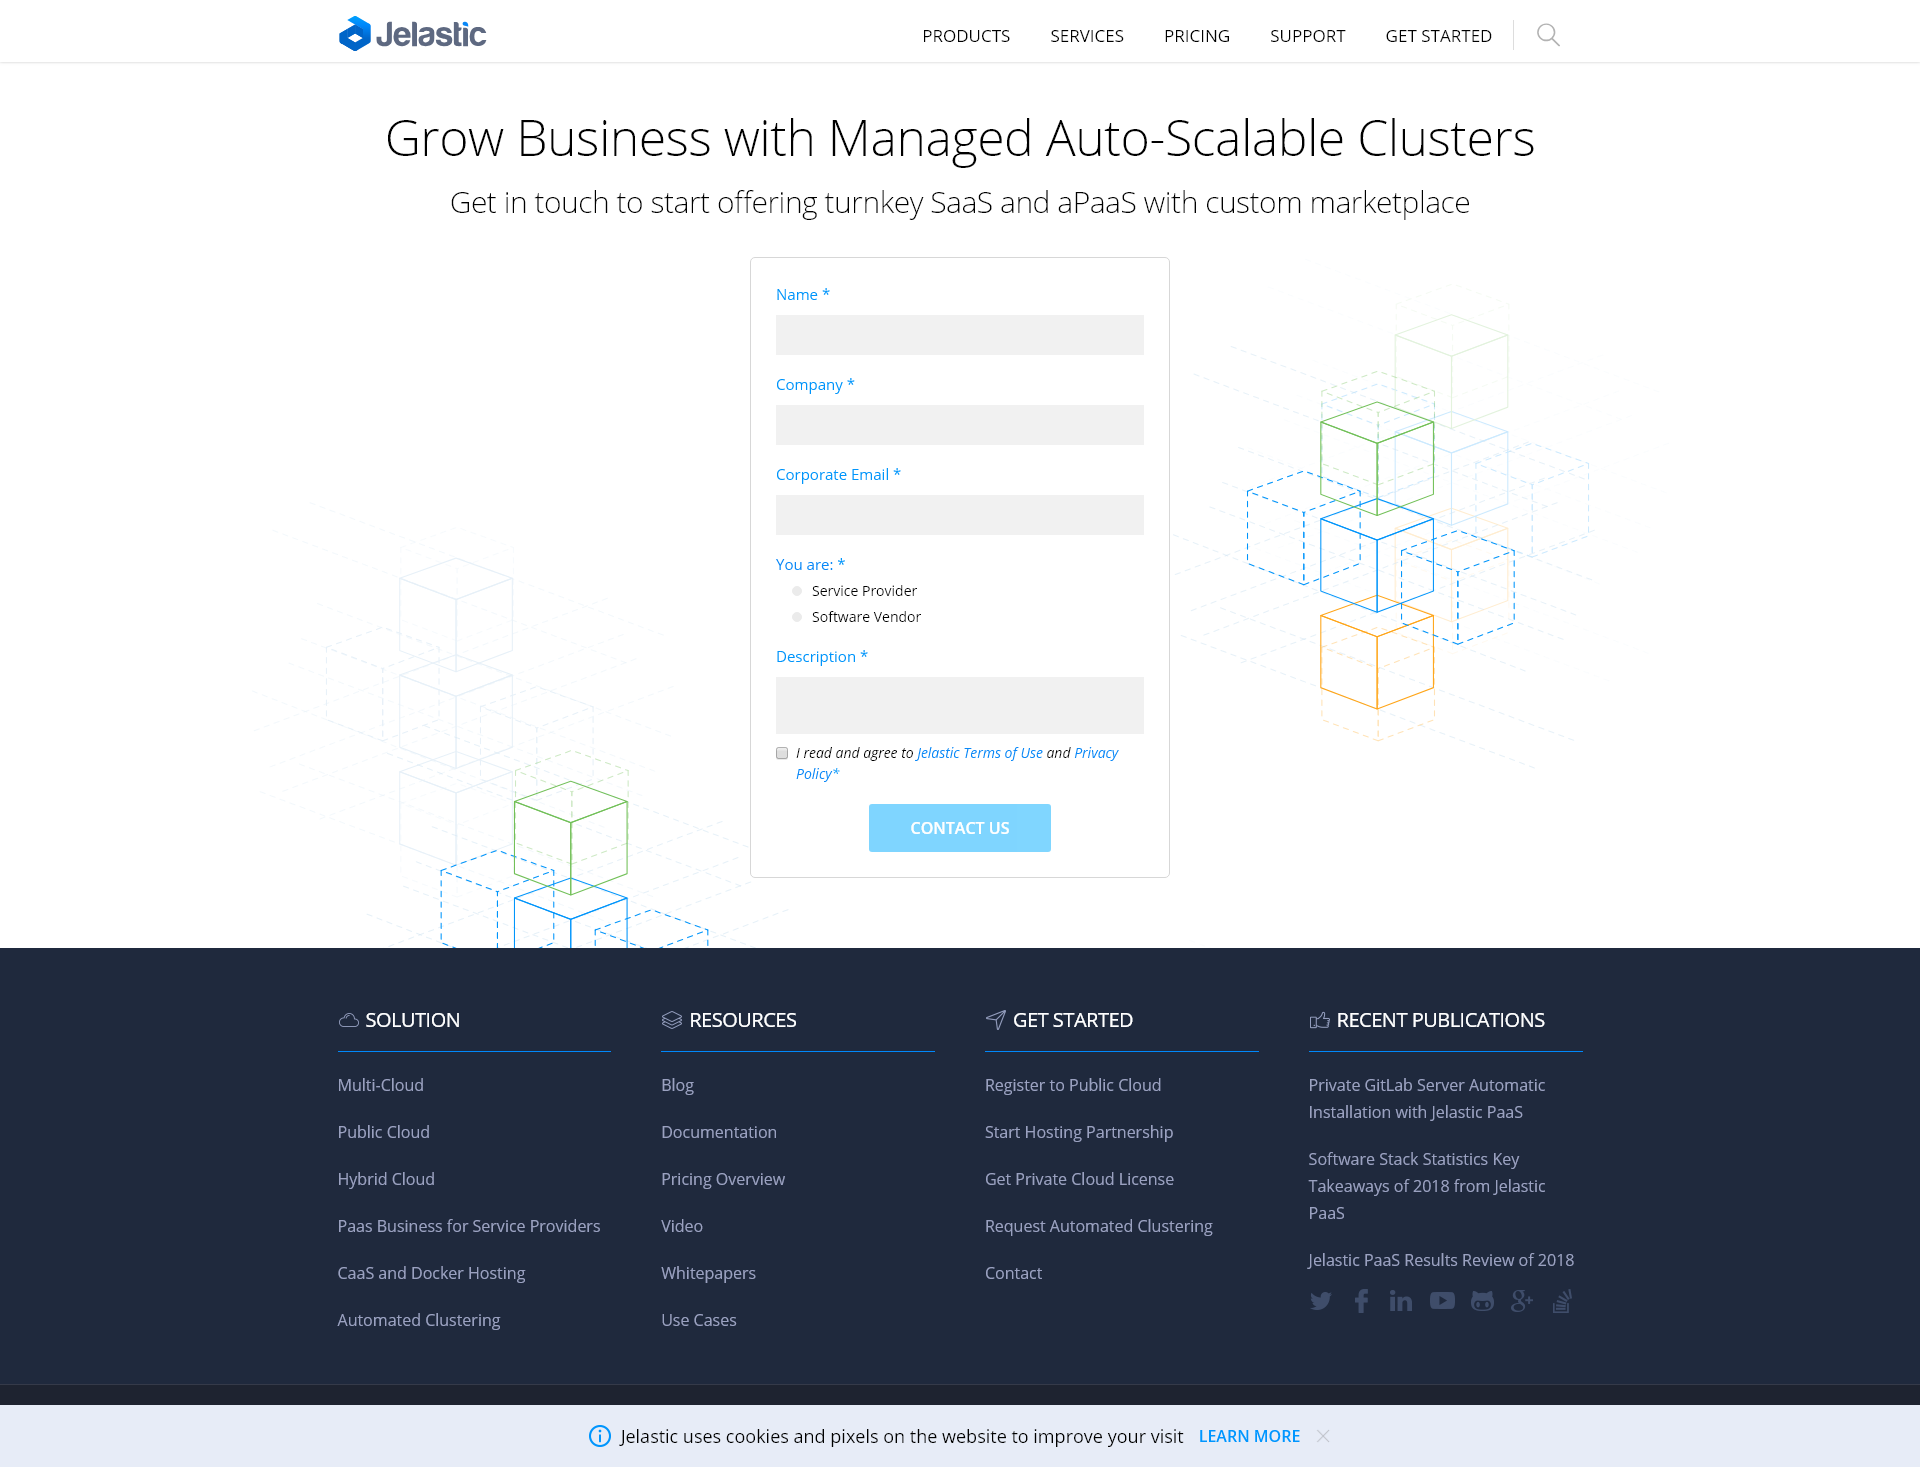 Jelastic
PRODUCTS
SERVICES
PRICING
SUPPORT
GET STARTED
Grow Business with Managed Auto-Scalable Clusters
Get in touch to start offering turnkey SaaS and aPaaS with custom marketplace
Name *
Company *
Corporate Email *
You are: *
Service Provider
Software Vendor
Description *
I read and agree to Jelastic Terms of Use and Privacy
Policy*
CONTACT US
SOLUTION
Multi-Cloud
Public Cloud
Hybrid Cloud
Paas Business for Service Providers
CaaS and Docker Hosting
Automated Clustering
RESOURCES
Blog
Documentation
Pricing Overview
Video
Whitepapers
Use Cases
GET STARTED
Register to Public Cloud
Start Hosting Partnership
Get Private Cloud License
Request Automated Clustering
Contact
RECENT PUBLICATIONS
Private GitLab Server Automatic
Installation with Jelastic PaaS
Software Stack Statistics Key
Takeaways of 2018 from Jelastic
PaaS
Jelastic PaaS Results Review of 2018
Jelastic uses cookies and pixels on the website to improve your visit
LEARN MORE